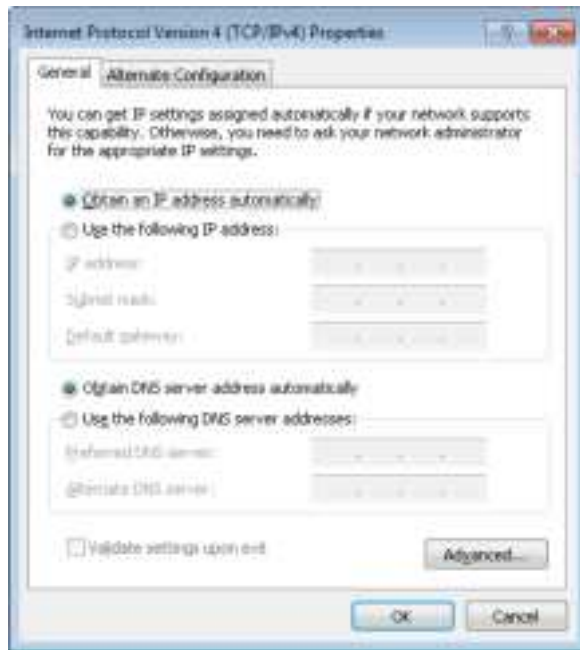 Internet Protocol Version 4 (TCP/IPv4) Properties
General Alternate Configuration
You can get IP settings assigned automatically if your network supports
this capability. Otherwise, you need to ask your network administrator
for the appropriate IP settings.
Obtain an IP address automatically
Use the following IP address:
IP address:
Subnet mask:
Default gateway:
Obtain DNS server address automatically
Use the following DNS server addresses:
Preferred DNS server:
Alternate DNS server:
Validate settings upon exit
Advanced...
OK Cancel